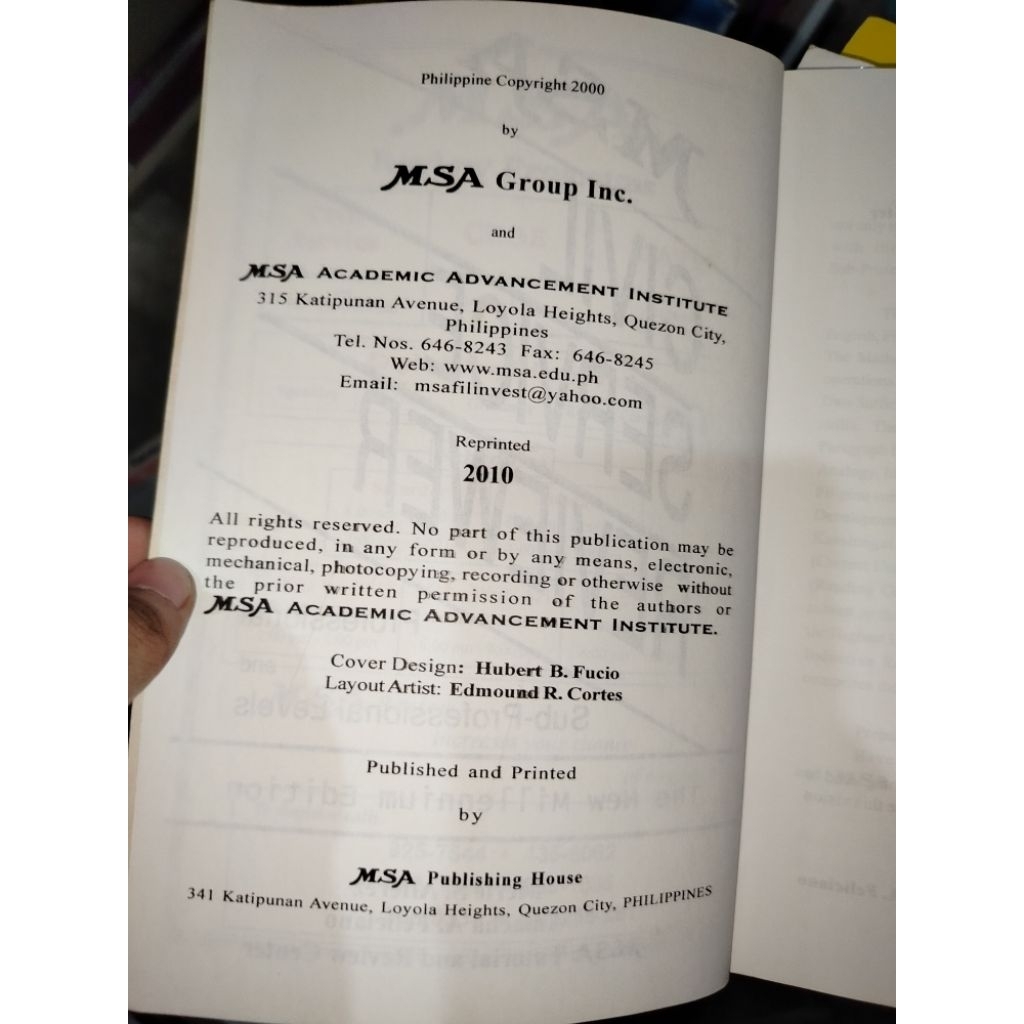 Philippine Copyright 2000
by
MSA Group Inc.
and
MSA ACADEMIC ADVANCEMENT INSTITUTE
315 Katipunan Avenue, Loyola Heights, Quezon City,
Philippines
Tel. Nos. 646-8243 Fax: 646-8245
Web: www.msa.edu.ph
Email: msafilinvest@yahoo.com
Reprinted
2010
All rights reserved. No part of this publication may be
reproduced, in any form or by any means, electronic,
mechanical, photocopying, recording or otherwise without
the prior written permission of the authors or
MSA ACADEMIC ADVANCEMENT INSTITUTE.
Cover Design: Hubert B. Fucio
Layout Artist: Edmound R. Cortes
Published and Printed
by
MSA Publishing House
341 Katipunan Avenue, Loyola Heights, Quezon City, PHILIPPINES